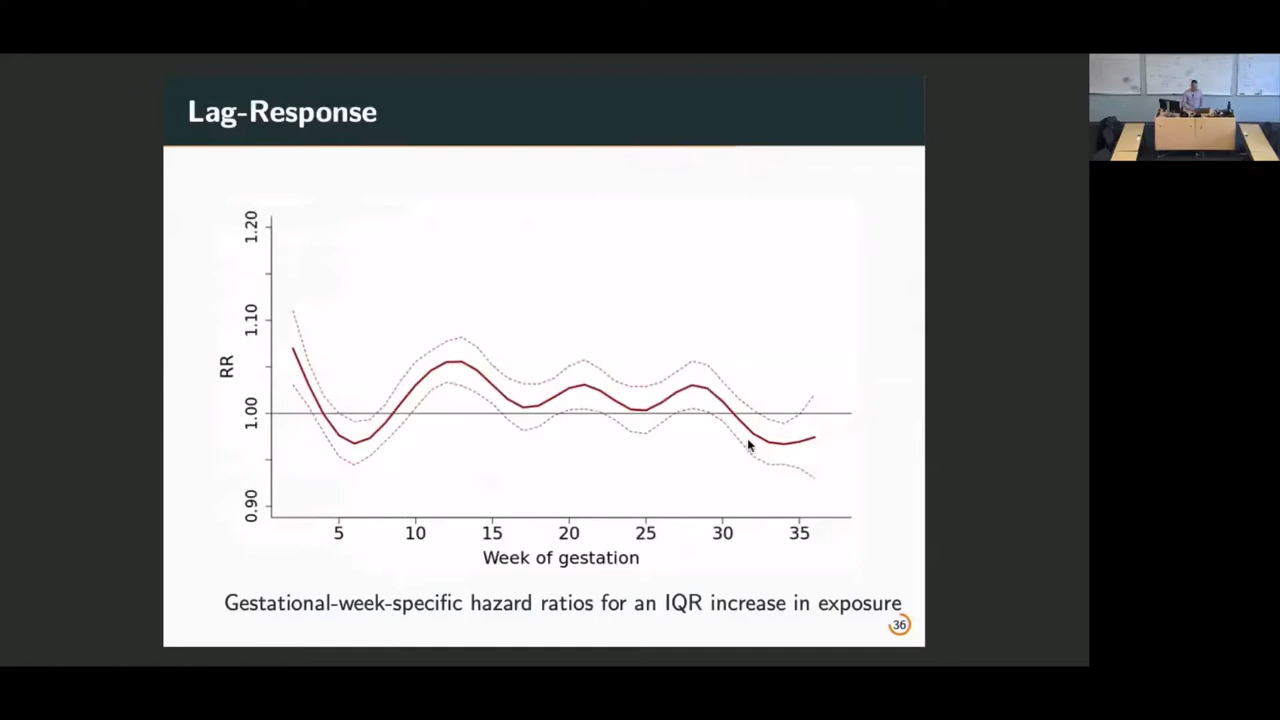 Lag-Response
1.20
1.10
1.00
0.90
RR
5 10 15 20 25 30 35
Week of gestation
Gestational-week-specific hazard ratios for an IQR increase in exposure
36